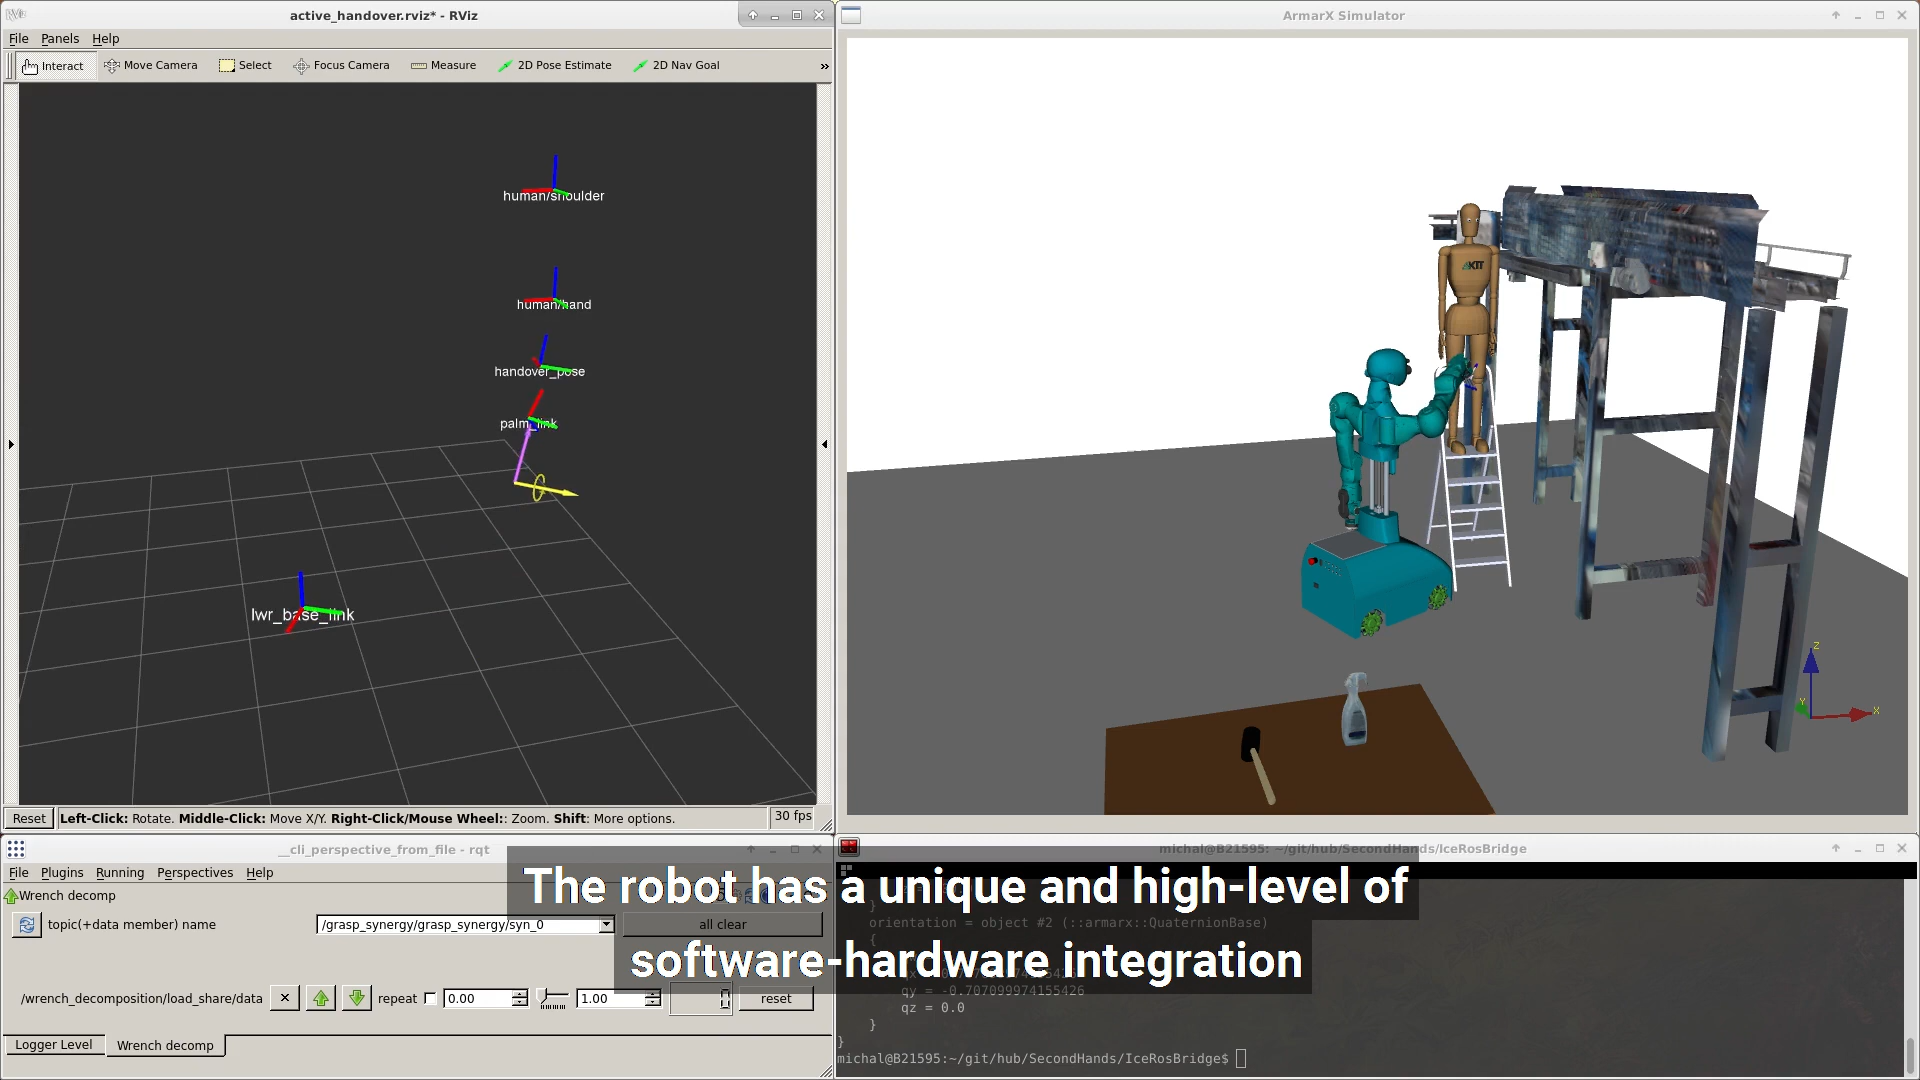 active_handover.rviz* - RViz
File Panels Help
Interact Move Camera Select Focus Camera Measure 2D Pose Estimate 2D Nav Goal »
human/shoulder
human/hand
handover_pose
palm_link
lwr_base_link
Reset Left-Click: Rotate. Middle-Click: Move X/Y. Right-Click/Mouse Wheel:: Zoom. Shift: More options. 30 fps
ArmarX Simulator
KIT
Z
Y
X
__cli_perspective_from_file - rqt
File Plugins Running Perspectives Help
Wrench decomp
topic(+data member) name /grasp_synergy/grasp_synergy/syn_0 all clear
/wrench_decomposition/load_share/data repeat 0.00 1.00 0 reset
Logger Level Wrench decomp
michal@B21595: ~/git/hub/SecondHands/IceRosBridge
}
orientation = object #2 (::armarx::QuaternionBase)
{
qy = -0.707099974155426
qz = 0.0
}
}
michal@B21595:~/git/hub/SecondHands/IceRosBridge$
The robot has a unique and high-level of
software-hardware integration